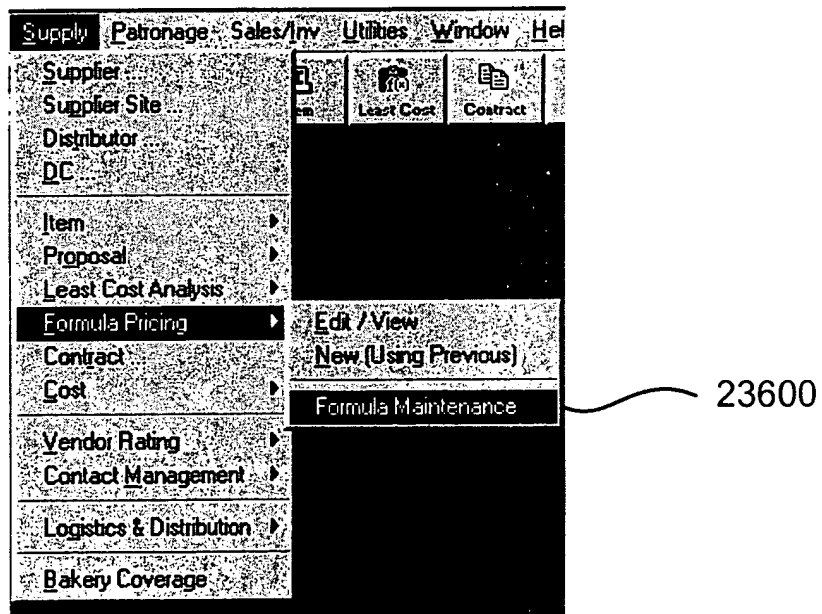 Supply Patronage Sales/Inv Utilities Window Hel
Supplier ...
Supplier Site ...
Distributor ...
DC ...
em
Least Cost
Contract
Item
Proposal
Least Cost Analysis
Formula Pricing
Contract
Cost
Edit / View
New (Using Previous)
Formula Maintenance
23600
Vendor Rating
Contact Management
Logistics & Distribution
Bakery Coverage